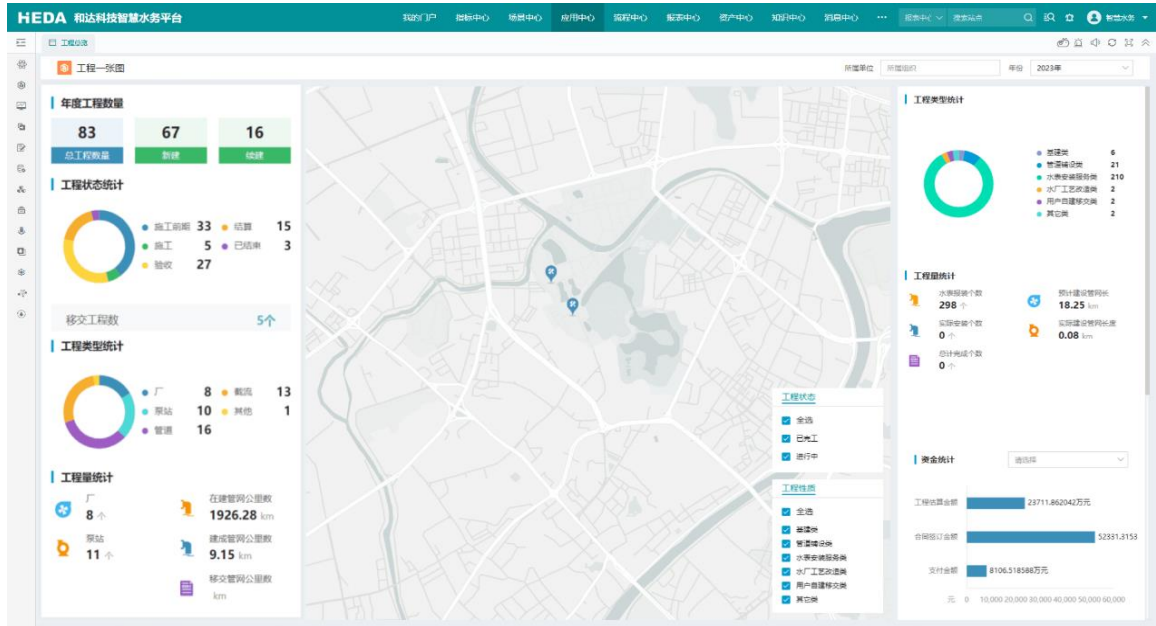 HEDA 和达科技智慧水务平台
我的门户 指标中心 场景中心 应用中心 流程中心 报表中心 资产中心 知识中心 消息中心 ··· 报表中心 搜索站点 智慧水务
工程总览
工程一张图
所属单位 所属组织 年份 2023年
年度工程数量
83 67 16
总工程数量 新建 续建
工程状态统计
施工前期 33 结算 15
施工 5 已结束 3
验收 27
移交工程数 5个
工程类型统计
厂 8 截流 13
泵站 10 其他 1
管道 16
工程量统计
厂 8 个
在建管网公里数 1926.28 km
泵站 11 个
建成管网公里数 9.15 km
移交管网公里数 km
工程状态
全选
已完工
进行中
工程性质
全选
基建类
管道铺设类
水表安装服务类
水厂工艺改造类
用户自建移交类
其它类
工程类型统计
基建类 6
管道铺设类 21
水表安装服务类 210
水厂工艺改造类 2
用户自建移交类 2
其它类 2
工程量统计
水表报装个数 298 个
预计建设管网长 18.25 km
实际安装个数 0 个
实际建设管网长度 0.08 km
总计完成个数 0 个
资金统计 请选择
工程估算金额 23711.862042万元
合同签订金额 52331.3153
支付金额 8106.518588万元
元 0 10,000 20,000 30,000 40,000 50,000 60,000